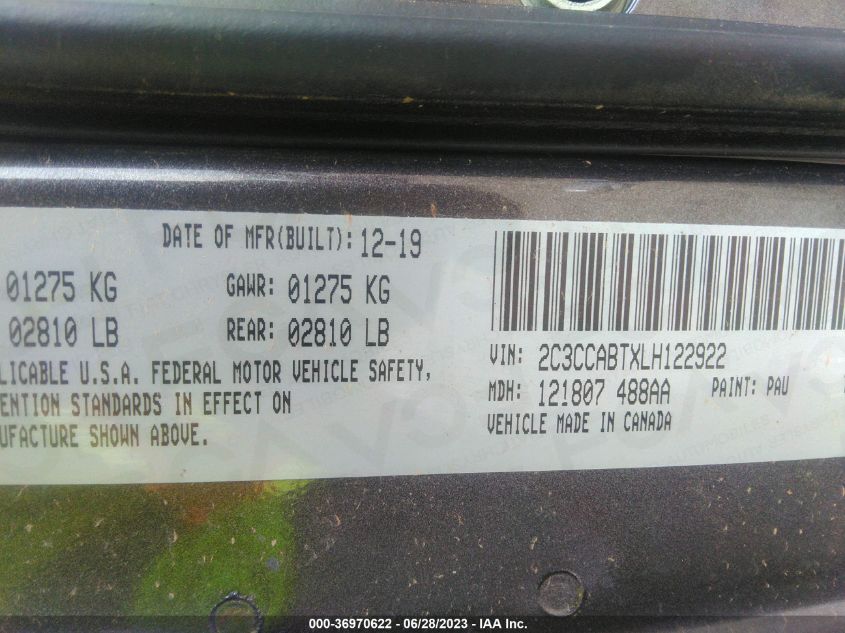 DATE OF MFR(BUILT): 12-19
01275 KG GAWR: 01275 KG
02810 LB REAR: 02810 LB
LICABLE U.S.A. FEDERAL MOTOR VEHICLE SAFETY,
ENTION STANDARDS IN EFFECT ON
UFACTURE SHOWN ABOVE.
VIN: 2C3CCABTXLH122922
MDH: 121807 488AA PAINT: PAU
VEHICLE MADE IN CANADA
000-36970622 - 06/28/2023 - IAA Inc.